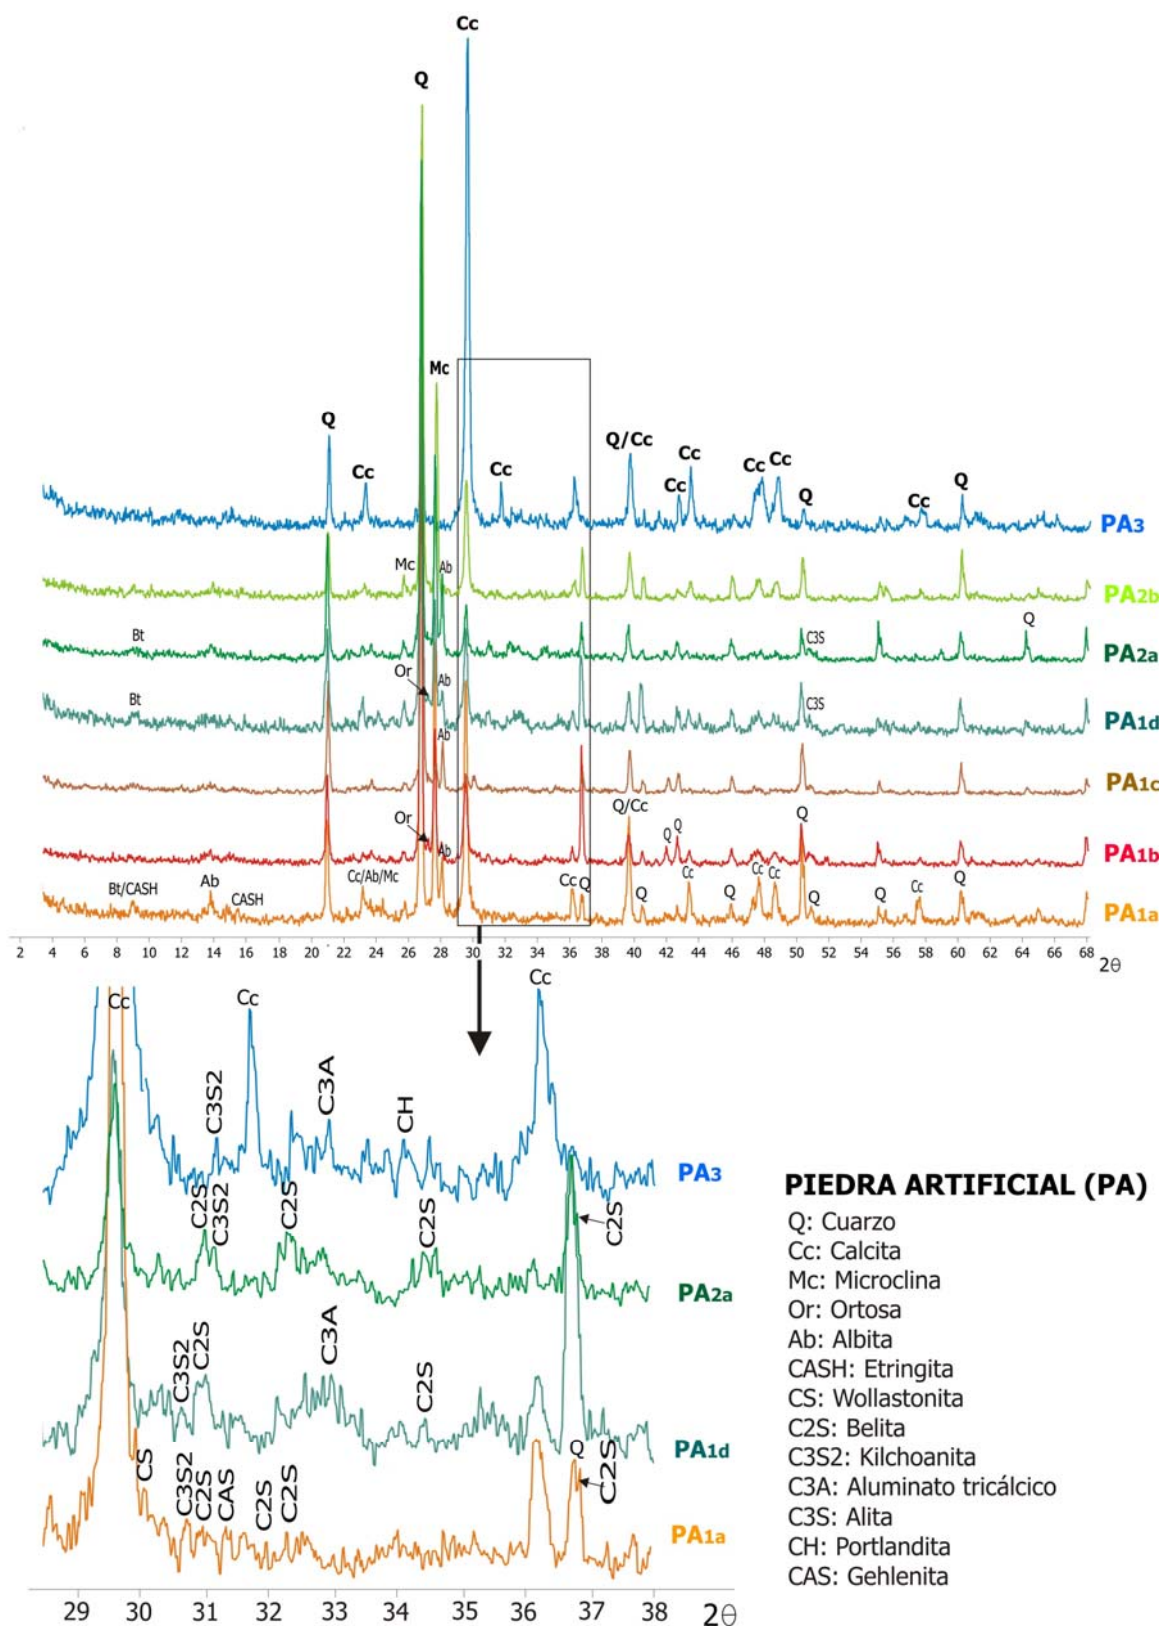 Cc
Q
Mc
Q
Cc
Cc
Q/Cc
Cc
Cc
Cc
Cc
Q
Cc
Q
PA3
Mc
Ab
PA2b
Bt
Or
Ab
C3S
Q
PA2a
Bt
Ab
C3S
PA1d
PA1c
Or
Ab
Q/Cc
Q
Q
Q
PA1b
Bt/CASH
Ab
CASH
Cc/Ab/Mc
Cc
Q
Q
Cc
Q
Cc
Cc
Q
Q
Cc
Q
PA1a
2 4 6 8 10 12 14 16 18 20 22 24 26 28 30 32 34 36 38 40 42 44 46 48 50 52 54 56 58 60 62 64 66 68
2θ
Cc
Cc
Cc
C3S2
C3A
CH
PA3
C2S
C3S2
C2S
C2S
C2S
PA2a
C3S2
C2S
C3A
C2S
PA1d
CS
C3S2
C2S
CAS
C2S
C2S
Q
C2S
PA1a
29 30 31 32 33 34 35 36 37 38 2θ
PIEDRA ARTIFICIAL (PA)
Q: Cuarzo
Cc: Calcita
Mc: Microclina
Or: Ortosa
Ab: Albita
CASH: Etringita
CS: Wollastonita
C2S: Belita
C3S2: Kilchoanita
C3A: Aluminato tricálcico
C3S: Alita
CH: Portlandita
CAS: Gehlenita